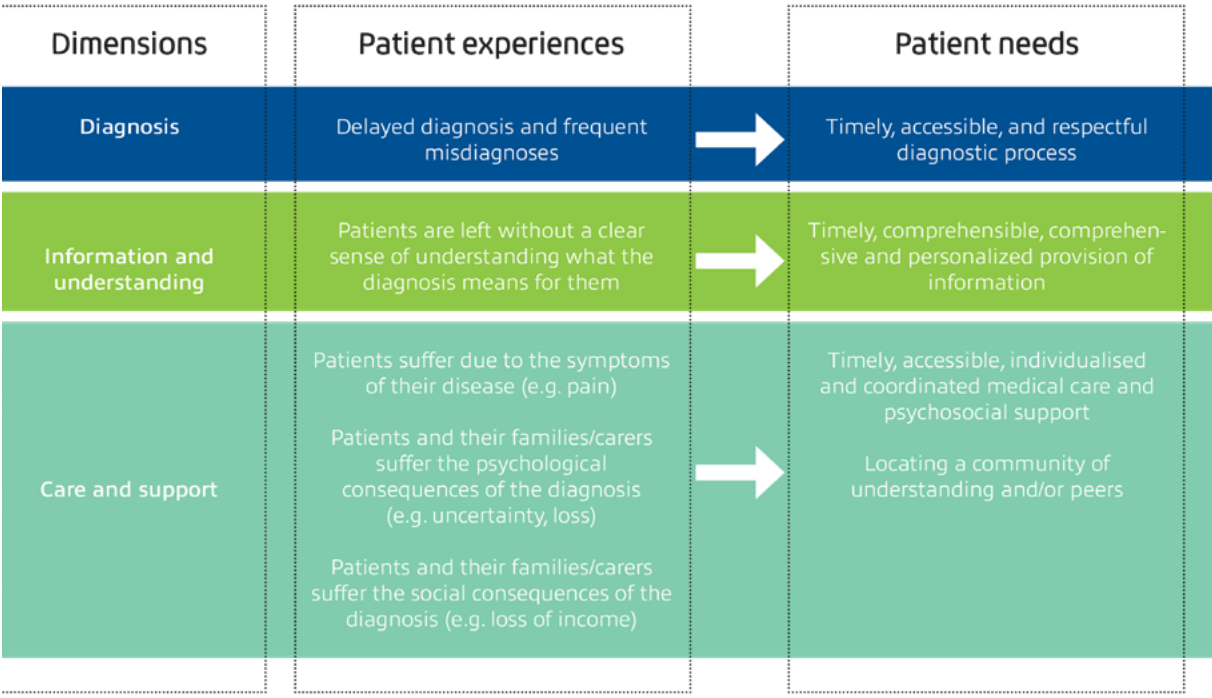 Dimensions
Patient experiences
Patient needs
Diagnosis
Delayed diagnosis and frequent
misdiagnoses
Timely, accessible, and respectful
diagnostic process
Information and
understanding
Patients are left without a clear
sense of understanding what the
diagnosis means for them
Timely, comprehensible, comprehen-
sive and personalized provision of
information
Care and support
Patients suffer due to the symptoms
of their disease (e.g. pain)
Patients and their families/carers
suffer the psychological
consequences of the diagnosis
(e.g. uncertainty, loss)
Patients and their families/carers
suffer the social consequences of the
diagnosis (e.g. loss of income)
Timely, accessible, individualised
and coordinated medical care and
psychosocial support
Locating a community of
understanding and/or peers